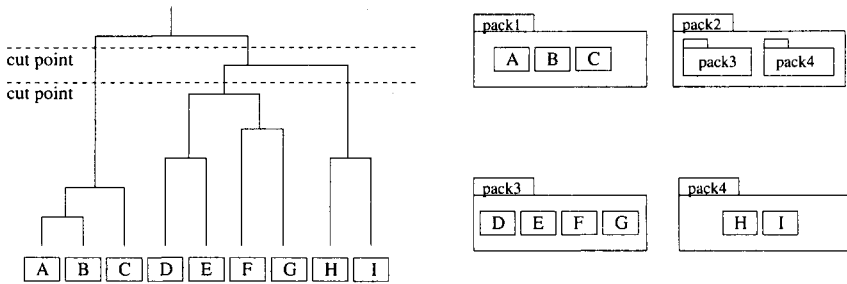 cut point
cut point
A B C D E F G H I
pack1
A B C
pack2
pack3 pack4
pack3
D E F G
pack4
H I